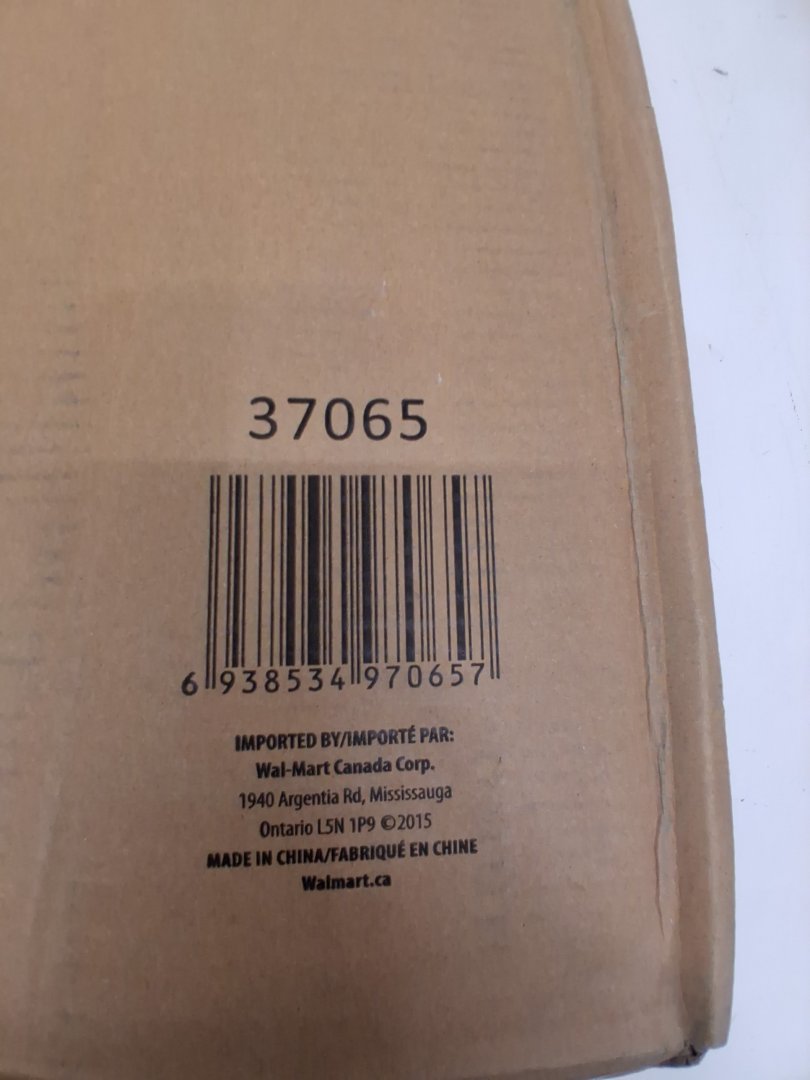 37065
6 938534 970657
IMPORTED BY/IMPORTÉ PAR:
Wal-Mart Canada Corp.
1940 Argentia Rd, Mississauga
Ontario L5N 1P9 ©2015
MADE IN CHINA/FABRIQUÉ EN CHINE
Walmart.ca